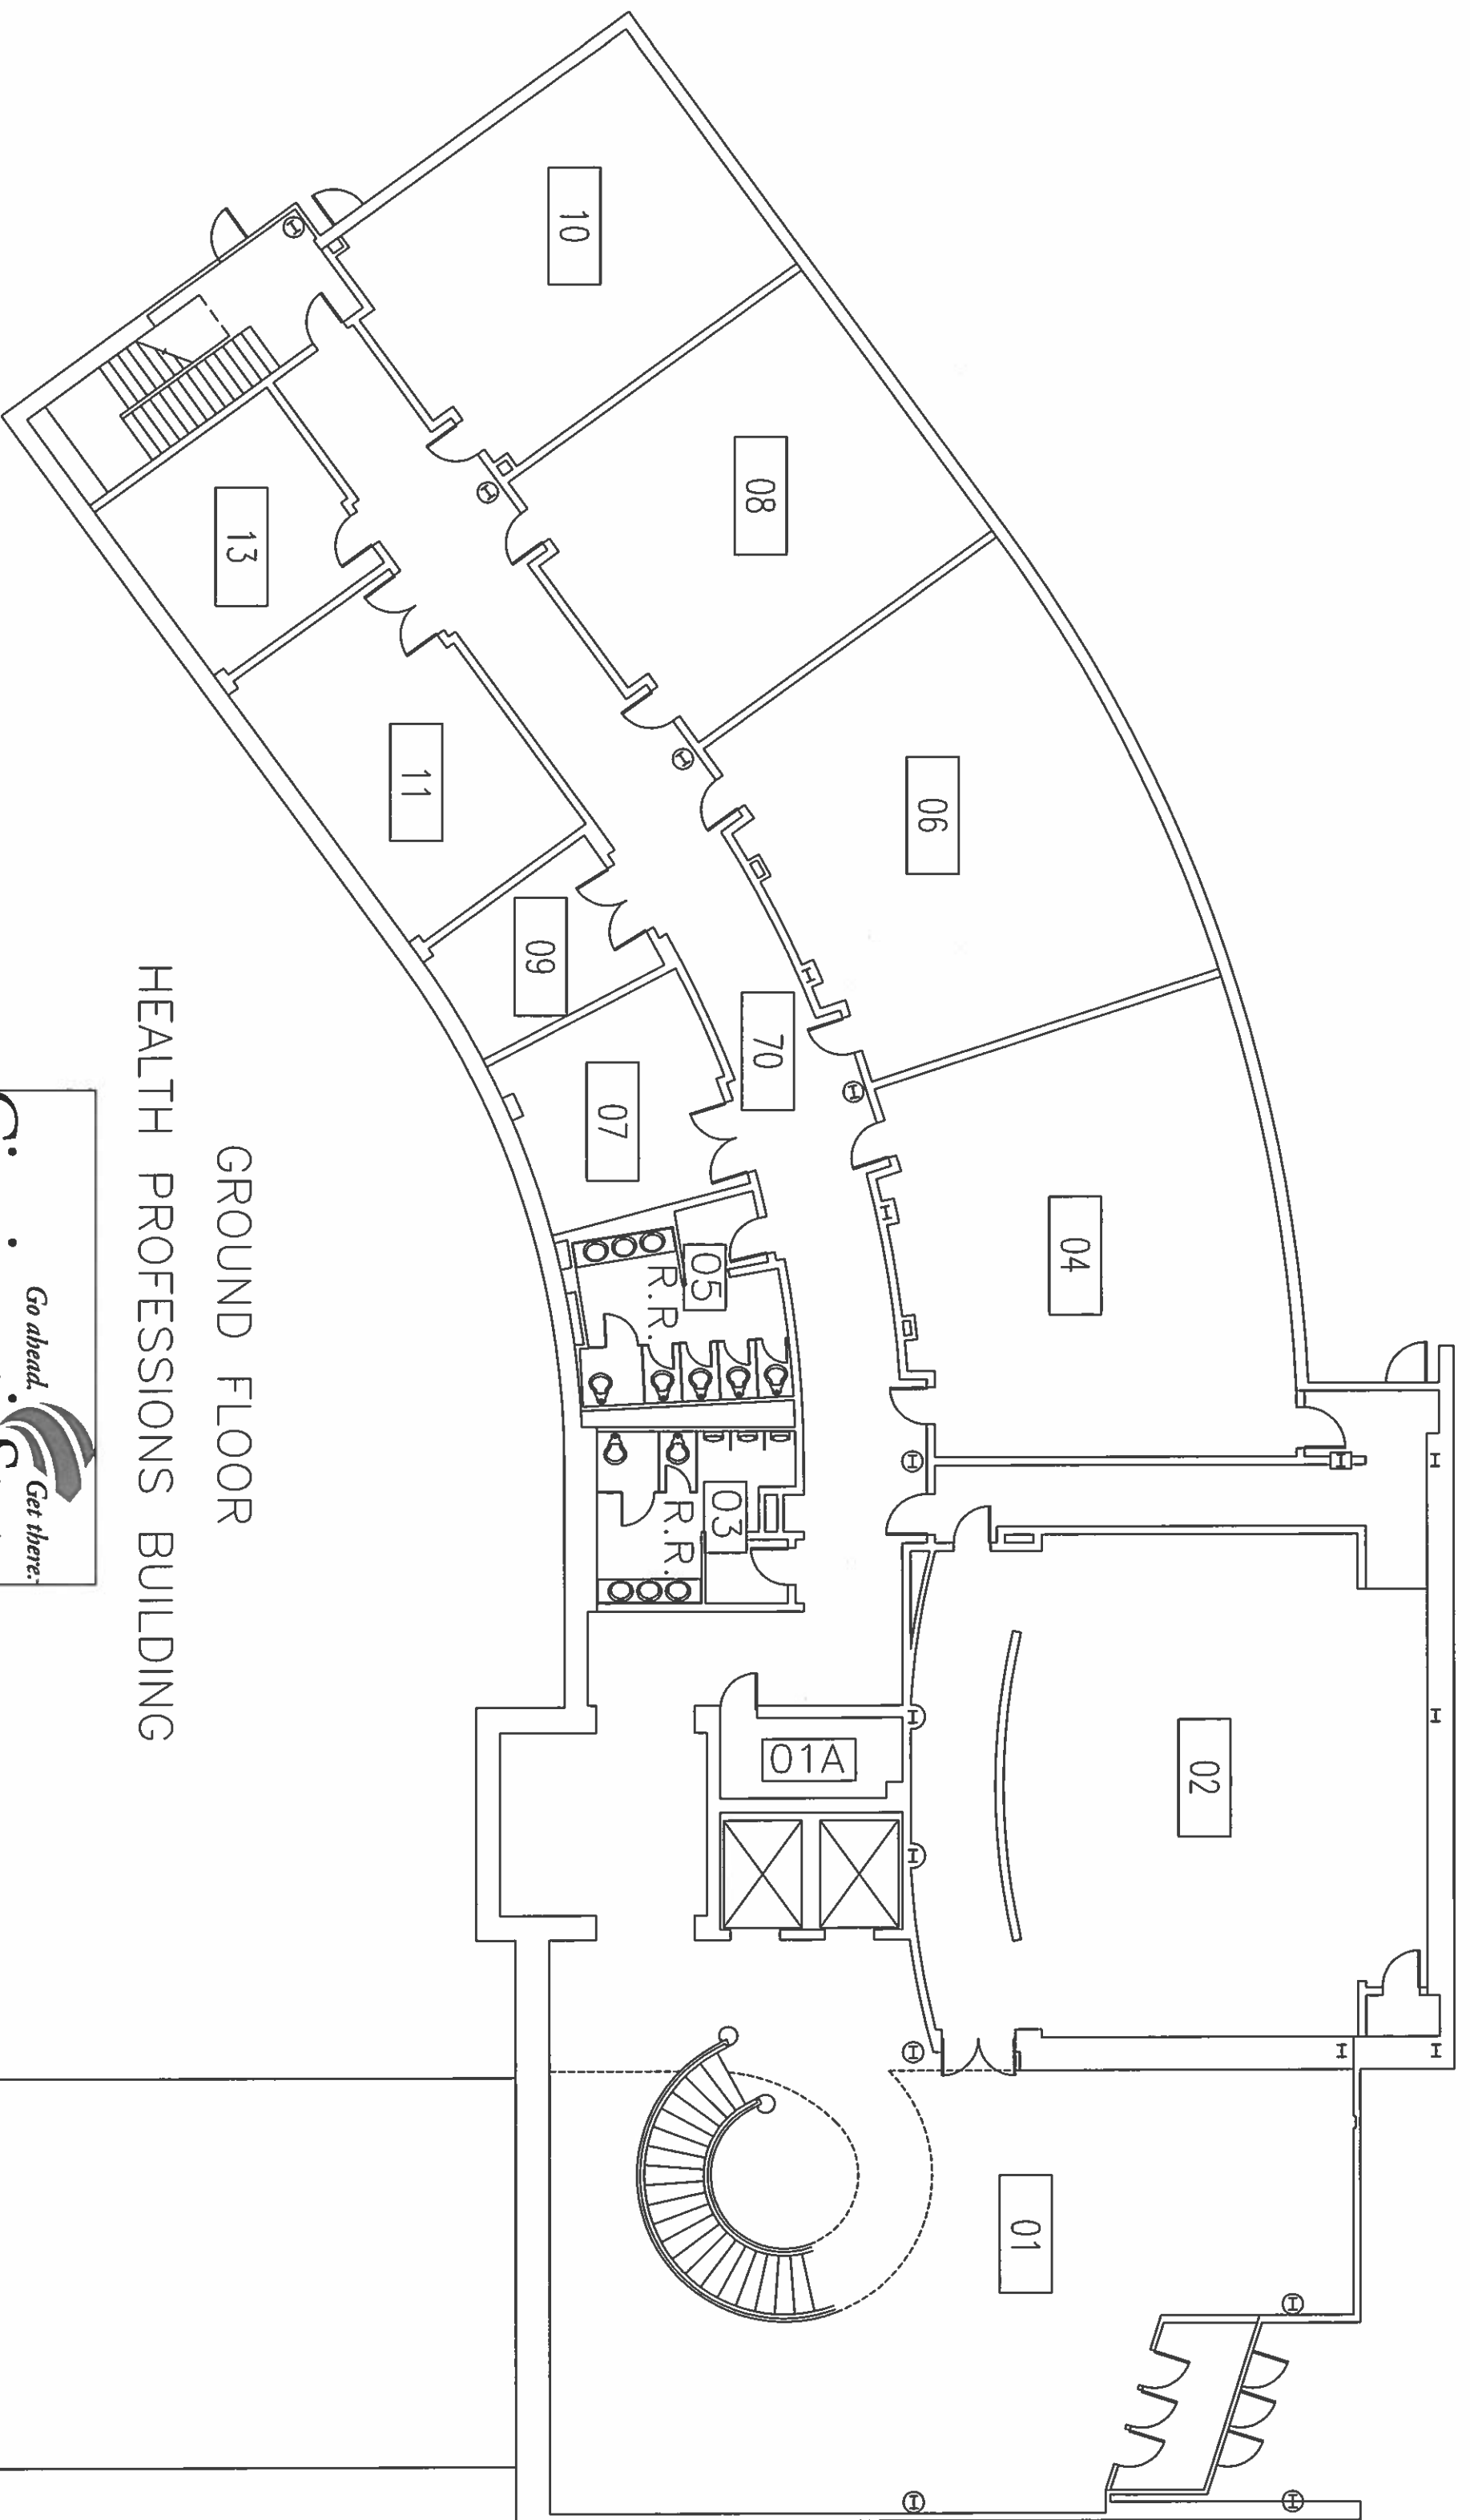 10
08
06
04
02
01
13
11
09
07
70
05
R.R.
03
R.R.
01A
GROUND FLOOR
HEALTH PROFESSIONS BUILDING
Go ahead. Get there.